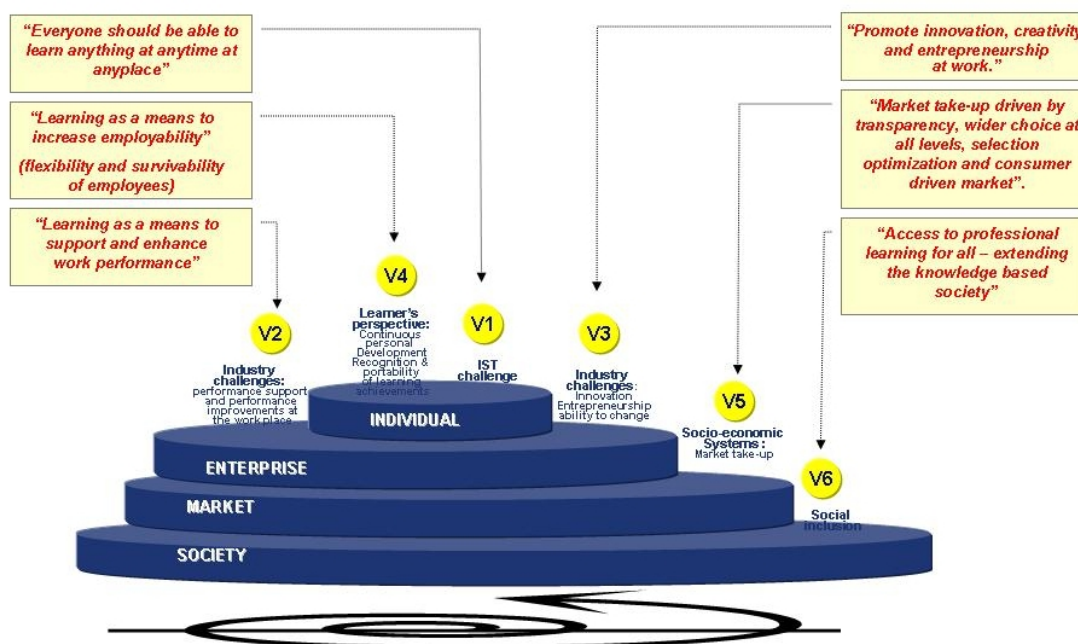 “Everyone should be able to
learn anything at anytime at
anyplace”
“Learning as a means to
increase employability”
(flexibility and survivability
of employees)
“Learning as a means to
support and enhance
work performance”
“Promote innovation, creativity
and entrepreneurship
at work.”
“Market take-up driven by
transparency, wider choice at
all levels, selection
optimization and consumer
driven market”.
“Access to professional
learning for all – extending
the knowledge based
society”
V4
Learner’s
perspective:
Continuous
personal
Development
Recognition &
portability
of learning
achievements
V1
IST
challenge
V2
Industry
challenges:
performance support
and performance
improvements at
the work place
V3
Industry
challenges:
Innovation
Entrepreneurship
ability to change
V5
Socio-economic
Systems :
Market take-up
V6
Social
inclusion
INDIVIDUAL
ENTERPRISE
MARKET
SOCIETY